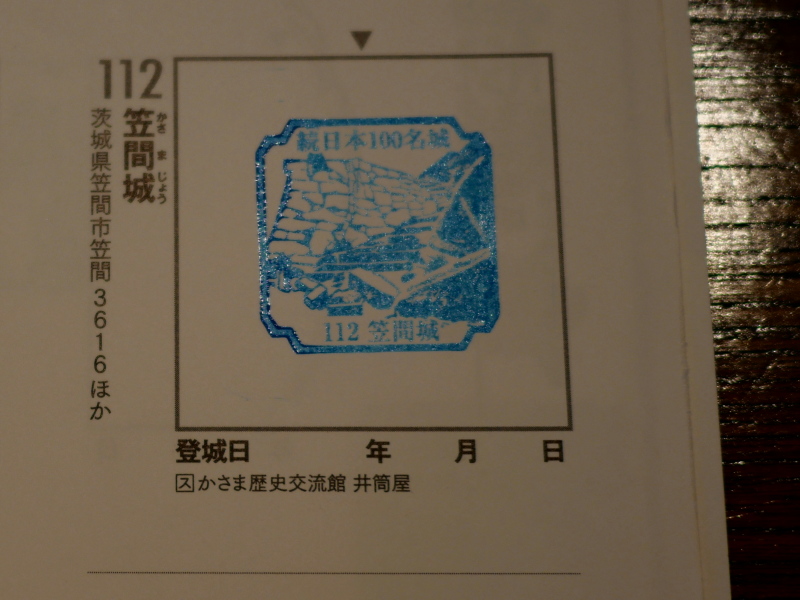 112
笠間城
かさ ま じょう
茨城県笠間市笠間3616ほか
続日本100名城
112 笠間城
登城日 年 月 日
スかさま歴史交流館 井筒屋